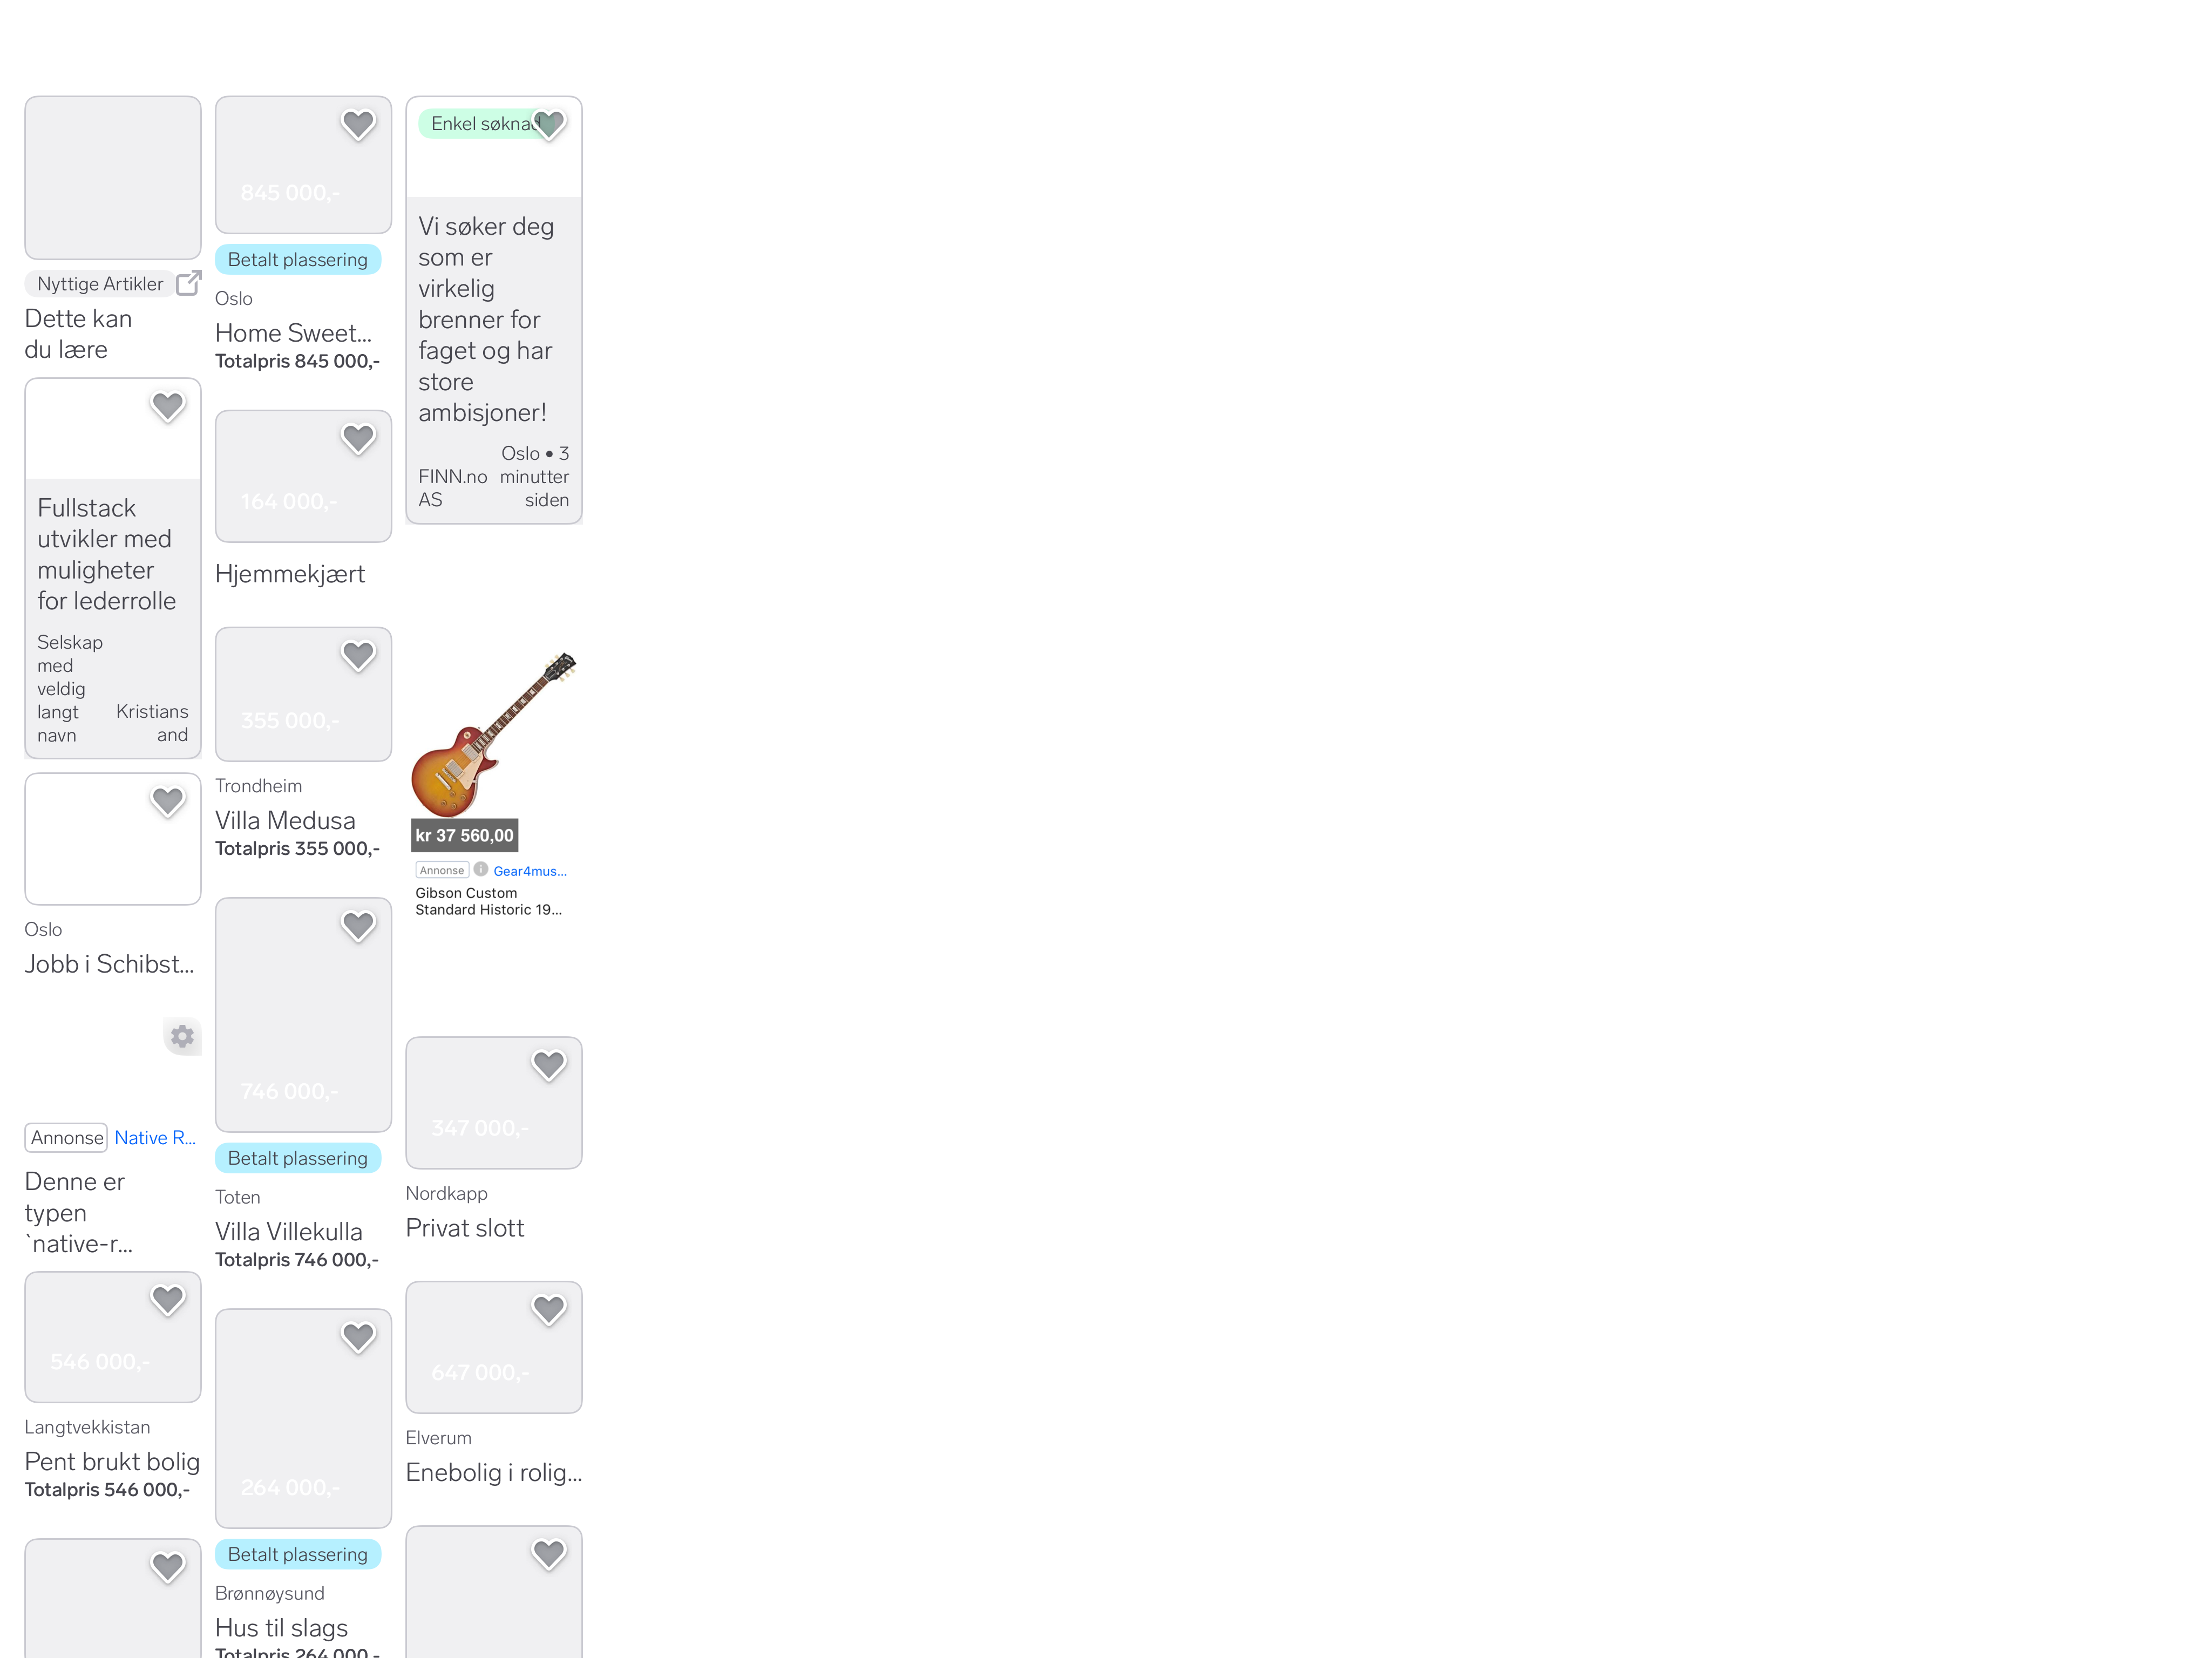 Nyttige Artikler
Dette kan
du lære
Fullstack
utvikler med
muligheter
for lederrolle
Selskap
med
veldig
langt
navn
Kristians
and
Oslo
Jobb i Schibst...
Annonse
Native R...
Denne er
typen
`native-r...
546 000,-
Langtvekkistan
Pent brukt bolig
Totalpris 546 000,-
845 000,-
Betalt plassering
Oslo
Home Sweet...
Totalpris 845 000,-
164 000,-
Hjemmekjært
355 000,-
Trondheim
Villa Medusa
Totalpris 355 000,-
746 000,-
Betalt plassering
Toten
Villa Villekulla
Totalpris 746 000,-
264 000,-
Betalt plassering
Brønnøysund
Hus til slags
Totalpris 264 000,-
Enkel søknad
Vi søker deg
som er
virkelig
brenner for
faget og har
store
ambisjoner!
FINN.no
AS
Oslo • 3
minutter
siden
kr 37 560,00
Annonse
Gear4mus...
Gibson Custom
Standard Historic 19...
347 000,-
Nordkapp
Privat slott
647 000,-
Elverum
Enebolig i rolig...